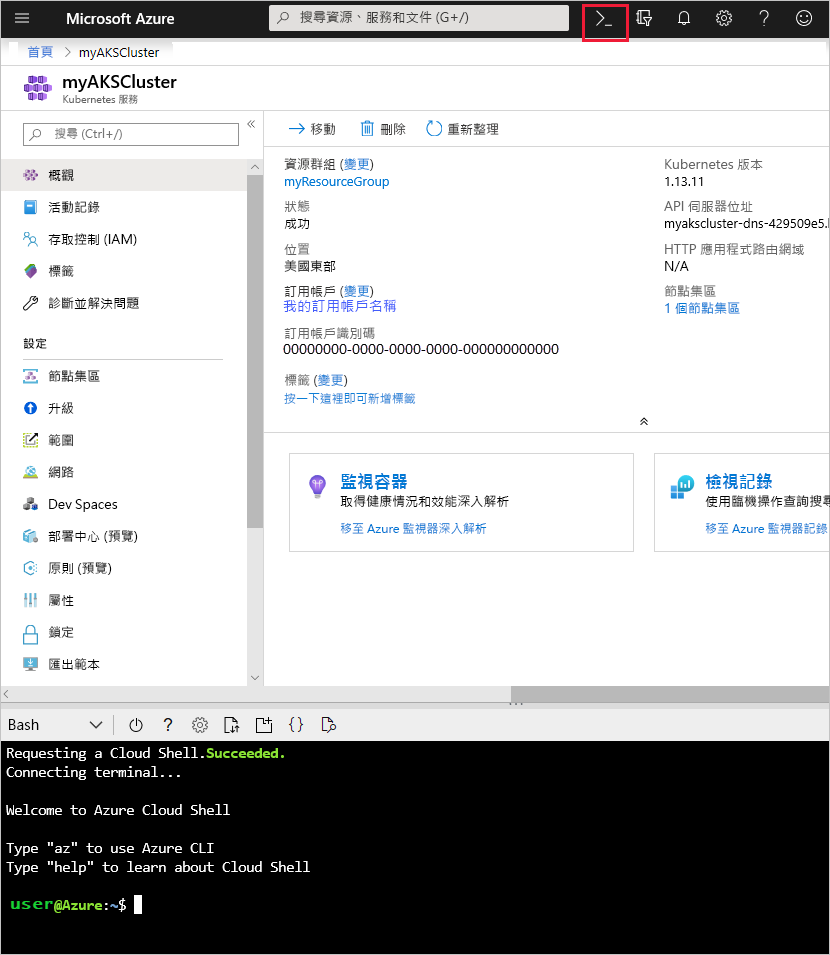 Microsoft Azure
搜尋資源、服務和文件 (G+/)
首頁 > myAKSCluster
myAKSCluster
Kubernetes 服務
搜尋 (Ctrl+/)
概觀
活動記錄
存取控制 (IAM)
標籤
診斷並解決問題
設定
節點集區
升級
範圍
網路
Dev Spaces
部署中心 (預覽)
原則 (預覽)
屬性
鎖定
匯出範本
移動
刪除
重新整理
資源群組 (變更)
myResourceGroup
狀態
成功
位置
美國東部
訂用帳戶 (變更)
我的訂用帳戶名稱
訂用帳戶識別碼
00000000-0000-0000-0000-000000000000
標籤 (變更)
按一下這裡即可新增標籤
Kubernetes 版本
1.13.11
API 伺服器位址
myakscluster-dns-429509e5.
HTTP 應用程式路由網域
N/A
節點集區
1 個節點集區
監視容器
取得健康情況和效能深入解析
移至 Azure 監視器深入解析
檢視記錄
使用臨機操作查詢搜尋
移至 Azure 監視器記錄
Bash
Requesting a Cloud Shell.Succeeded.
Connecting terminal...
Welcome to Azure Cloud Shell
Type "az" to use Azure CLI
Type "help" to learn about Cloud Shell
user@Azure:~$